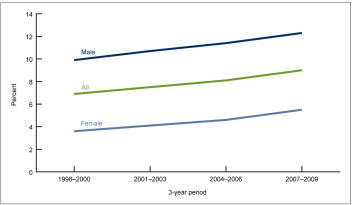 14
12
10
8
6
4
2
0
Percent
Male
All
Female
1998–2000
2001–2003
2004–2006
2007–2009
3-year period